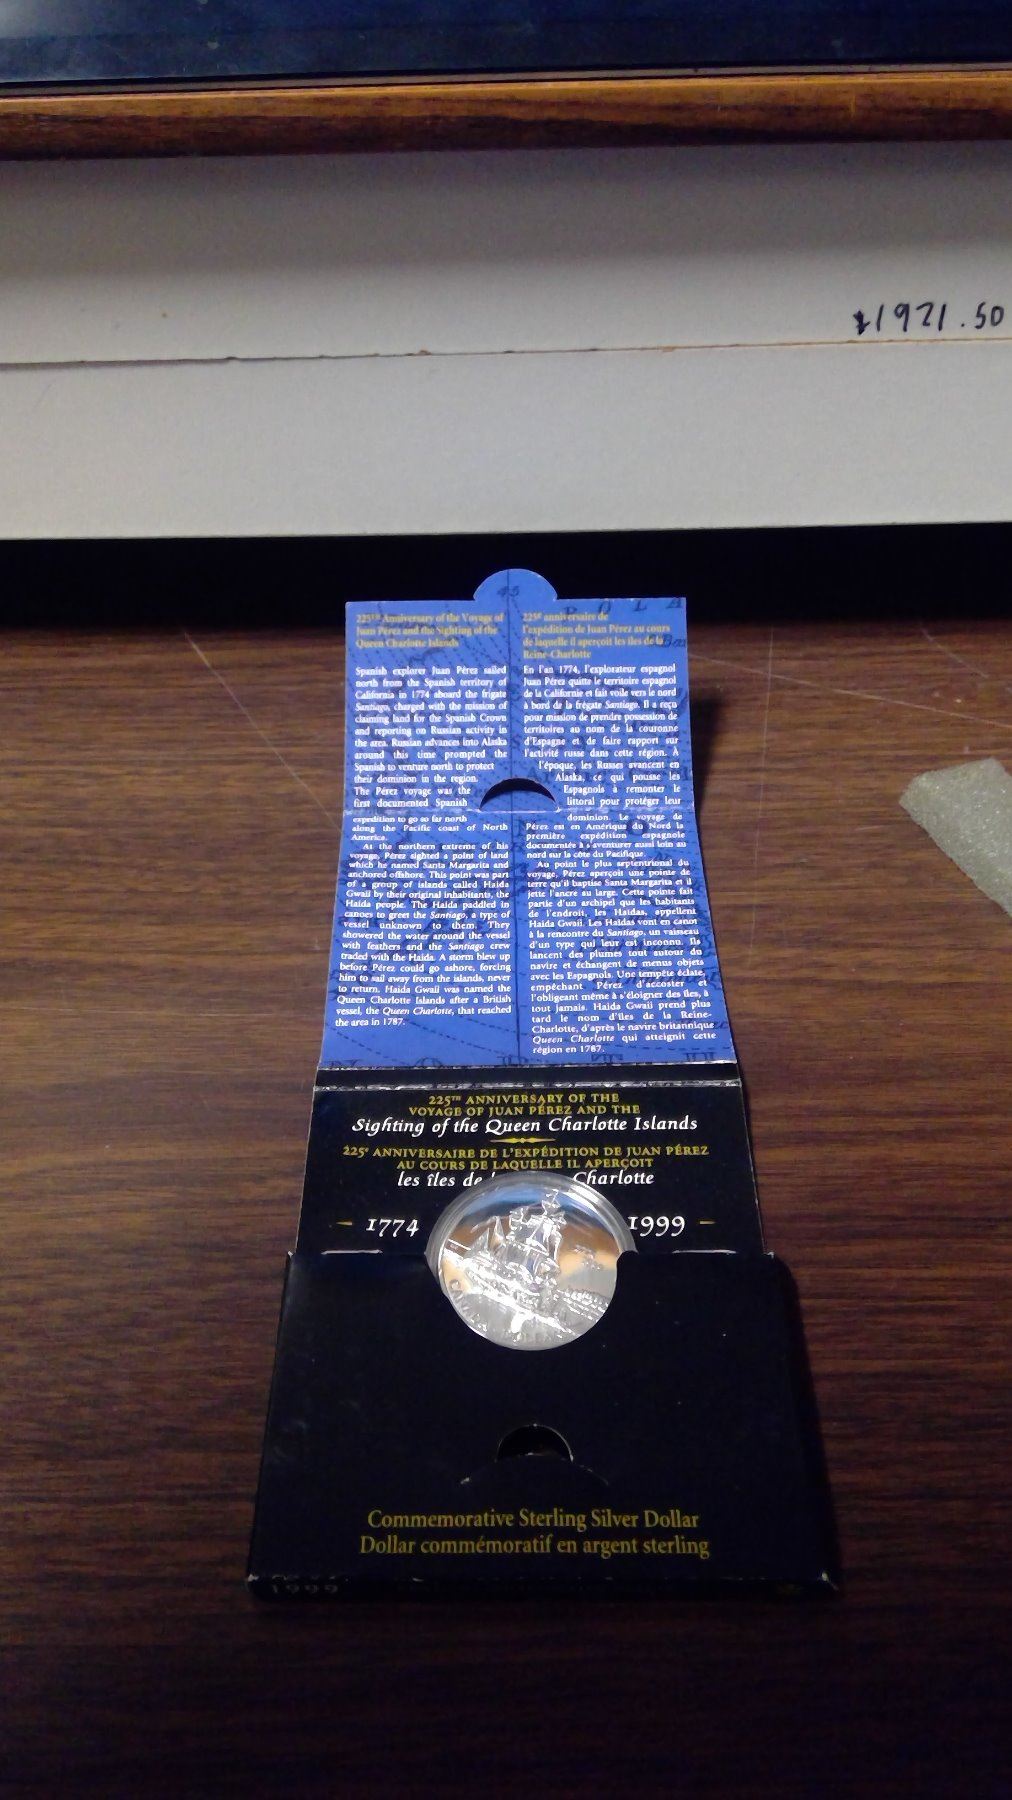 $1921.50
45
P O L A
225TH Anniversary of the Voyage of
Juan Pérez and the Sighting of the
Queen Charlotte Islands
Spanish explorer Juan Pérez sailed
north from the Spanish territory of
California in 1774 aboard the frigate
Santiago, charged with the mission of
claiming land for the Spanish Crown
and reporting on Russian activity in
the area. Russian advances into Alaska
around this time prompted the
Spanish to venture north to protect
their dominion in the region.
The Pérez voyage was the
first documented Spanish
expedition to go so far north
along the Pacific coast of North
America.
At the northern extreme of his
voyage, Pérez sighted a point of land
which he named Santa Margarita and
anchored offshore. This point was part
of a group of islands called Haida
Gwaii by their original inhabitants, the
Haida people. The Haida paddled in
canoes to greet the Santiago, a type of
vessel unknown to them. They
showered the water around the vessel
with feathers and the Santiago crew
traded with the Haida. A storm blew up
before Pérez could go ashore, forcing
him to sail away from the islands, never
to return. Haida Gwaii was named the
Queen Charlotte Islands after a British
vessel, the Queen Charlotte, that reached
the area in 1787.
225e anniversaire de
l'expédition de Juan Pérez au cours
de laquelle il aperçoit les îles de la
Reine-Charlotte
En l'an 1774, l'explorateur espagnol
Juan Pérez quitte le territoire espagnol
de la Californie et fait voile vers le nord
à bord de la frégate Santiago. Il a reçu
pour mission de prendre possession de
territoires au nom de la couronne
d'Espagne et de faire rapport sur
l'activité russe dans cette région. À
l'époque, les Russes avancent en
Alaska, ce qui pousse les
Espagnols à remonter le
littoral pour protéger leur
dominion. Le voyage de
Pérez est en Amérique du Nord la
première expédition espagnole
documentée à s'aventurer aussi loin au
nord sur la côte du Pacifique.
Au point le plus septentrional du
voyage, Pérez aperçoit une pointe de
terre qu'il baptise Santa Margarita et il
jette l'ancre au large. Cette pointe fait
partie d'un archipel que les habitants
de l'endroit, les Haidas, appellent
Haida Gwaii. Les Haidas vont en canot
à la rencontre du Santiago, un vaisseau
d'un type qui leur est inconnu. Ils
lancent des plumes tout autour du
navire et échangent de menus objets
avec les Espagnols. Une tempête éclate,
empêchant Pérez d'accoster et
l'obligeant même à s'éloigner des îles, à
tout jamais. Haida Gwaii prend plus
tard le nom d'îles de la Reine-
Charlotte, d'après le navire britannique
Queen Charlotte qui atteignit cette
région en 1787.
225TH ANNIVERSARY OF THE
VOYAGE OF JUAN PÉREZ AND THE
Sighting of the Queen Charlotte Islands
225e ANNIVERSAIRE DE L'EXPÉDITION DE JUAN PÉREZ
AU COURS DE LAQUELLE IL APERÇOIT
les îles de Charlotte
1774 1999
Commemorative Sterling Silver Dollar
Dollar commémoratif en argent sterling
1999